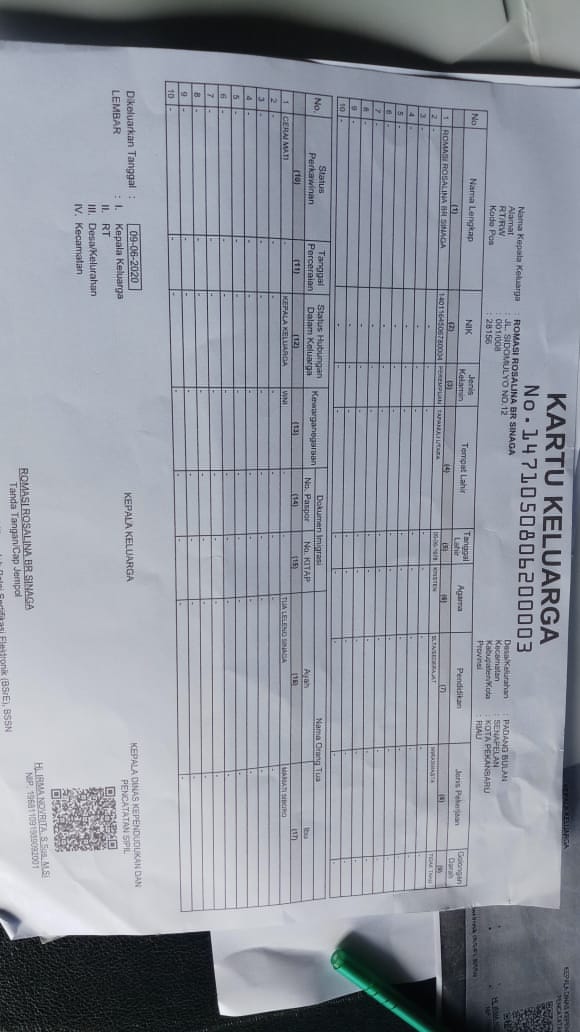 KARTU KELUARGA
No. 1471050806200003
Nama Kepala Keluarga : ROMASI ROSALINA BR SINAGA
Alamat : JL. SIDOMULYO NO.12
RT/RW : 001/008
Kode Pos : 28156
Desa/Kelurahan : PADANG BULAN
Kecamatan : SENAPELAN
Kabupaten/Kota : KOTA PEKANBARU
Provinsi : RIAU
No Nama Lengkap NIK Jenis Kelamin Tempat Lahir Tanggal Lahir Agama Pendidikan Jenis Pekerjaan Golongan Darah
(1) (2) (3) (4) (5) (6) (7) (8) (9)
1 ROMASI ROSALINA BR SINAGA 1401164506780004 PEREMPUAN TAPANULI UTARA KRISTEN SLTA/SEDERAJAT WIRASWASTA TIDAK TAHU
2 - - - - - - - - -
3 - - - - - - - - -
4 - - - - - - - - -
5 - - - - - - - - -
6 - - - - - - - - -
7 - - - - - - - - -
8 - - - - - - - - -
9 - - - - - - - - -
10 - - - - - - - - -
No. Status Perkawinan Tanggal Perceraian Status Hubungan Dalam Keluarga Kewarganegaraan Dokumen Imigrasi Nama Orang Tua
No. Paspor No. KITAP Ayah Ibu
(10) (11) (12) (13) (14) (15) (16) (17)
1 CERAI MATI - KEPALA KELUARGA WNI - - TUA LELENG SINAGA MARIATI SIBORO
2 - - - - - - - -
3 - - - - - - - -
4 - - - - - - - -
5 - - - - - - - -
6 - - - - - - - -
7 - - - - - - - -
8 - - - - - - - -
9 - - - - - - - -
10 - - - - - - - -
Dikeluarkan Tanggal : 09-06-2020
LEMBAR : I. Kepala Keluarga
II. RT
III. Desa/Kelurahan
IV. Kecamatan
KEPALA KELUARGA
ROMASI ROSALINA BR SINAGA
Tanda Tangan/Cap Jempol
KEPALA DINAS KEPENDUDUKAN DAN
PENCATATAN SIPIL
Hj. IRMA NOVRITA, S.Sos, M.Si
Sertifikasi Elektronik (BSrE), BSSN